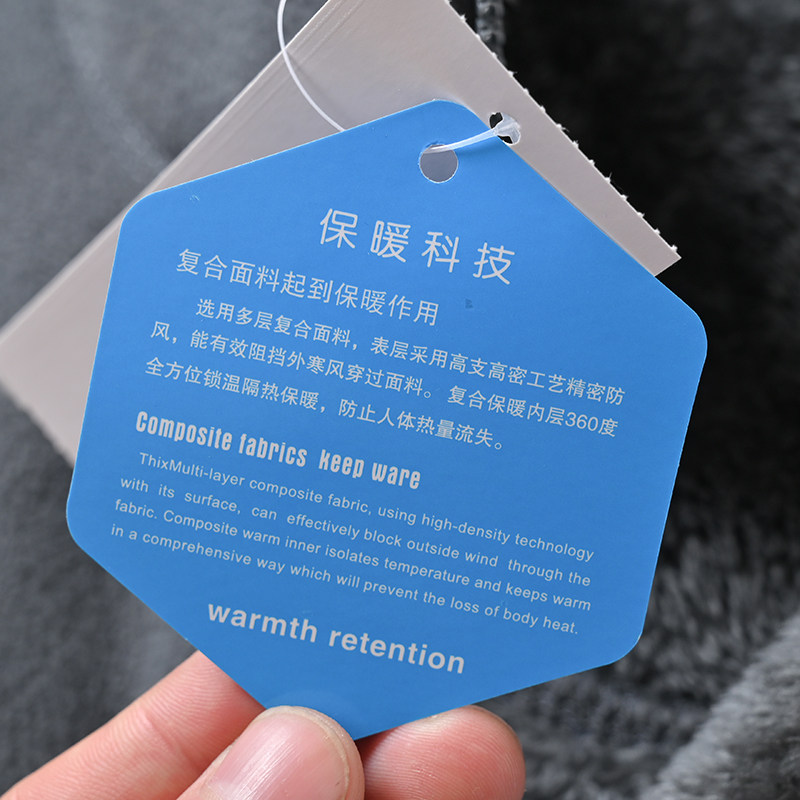 保暖科技
复合面料起到保暖作用
选用多层复合面料，表层采用高支高密工艺精密防
风，能有效阻挡外寒风穿过面料。复合保暖内层360度
全方位锁温隔热保暖，防止人体热量流失。
Composite fabrics keep ware
ThixMulti-layer composite fabric, using high-density technology
with its surface, can effectively block outside wind through the
fabric. Composite warm inner isolates temperature and keeps warm
in a comprehensive way which will prevent the loss of body heat.
warmth retention